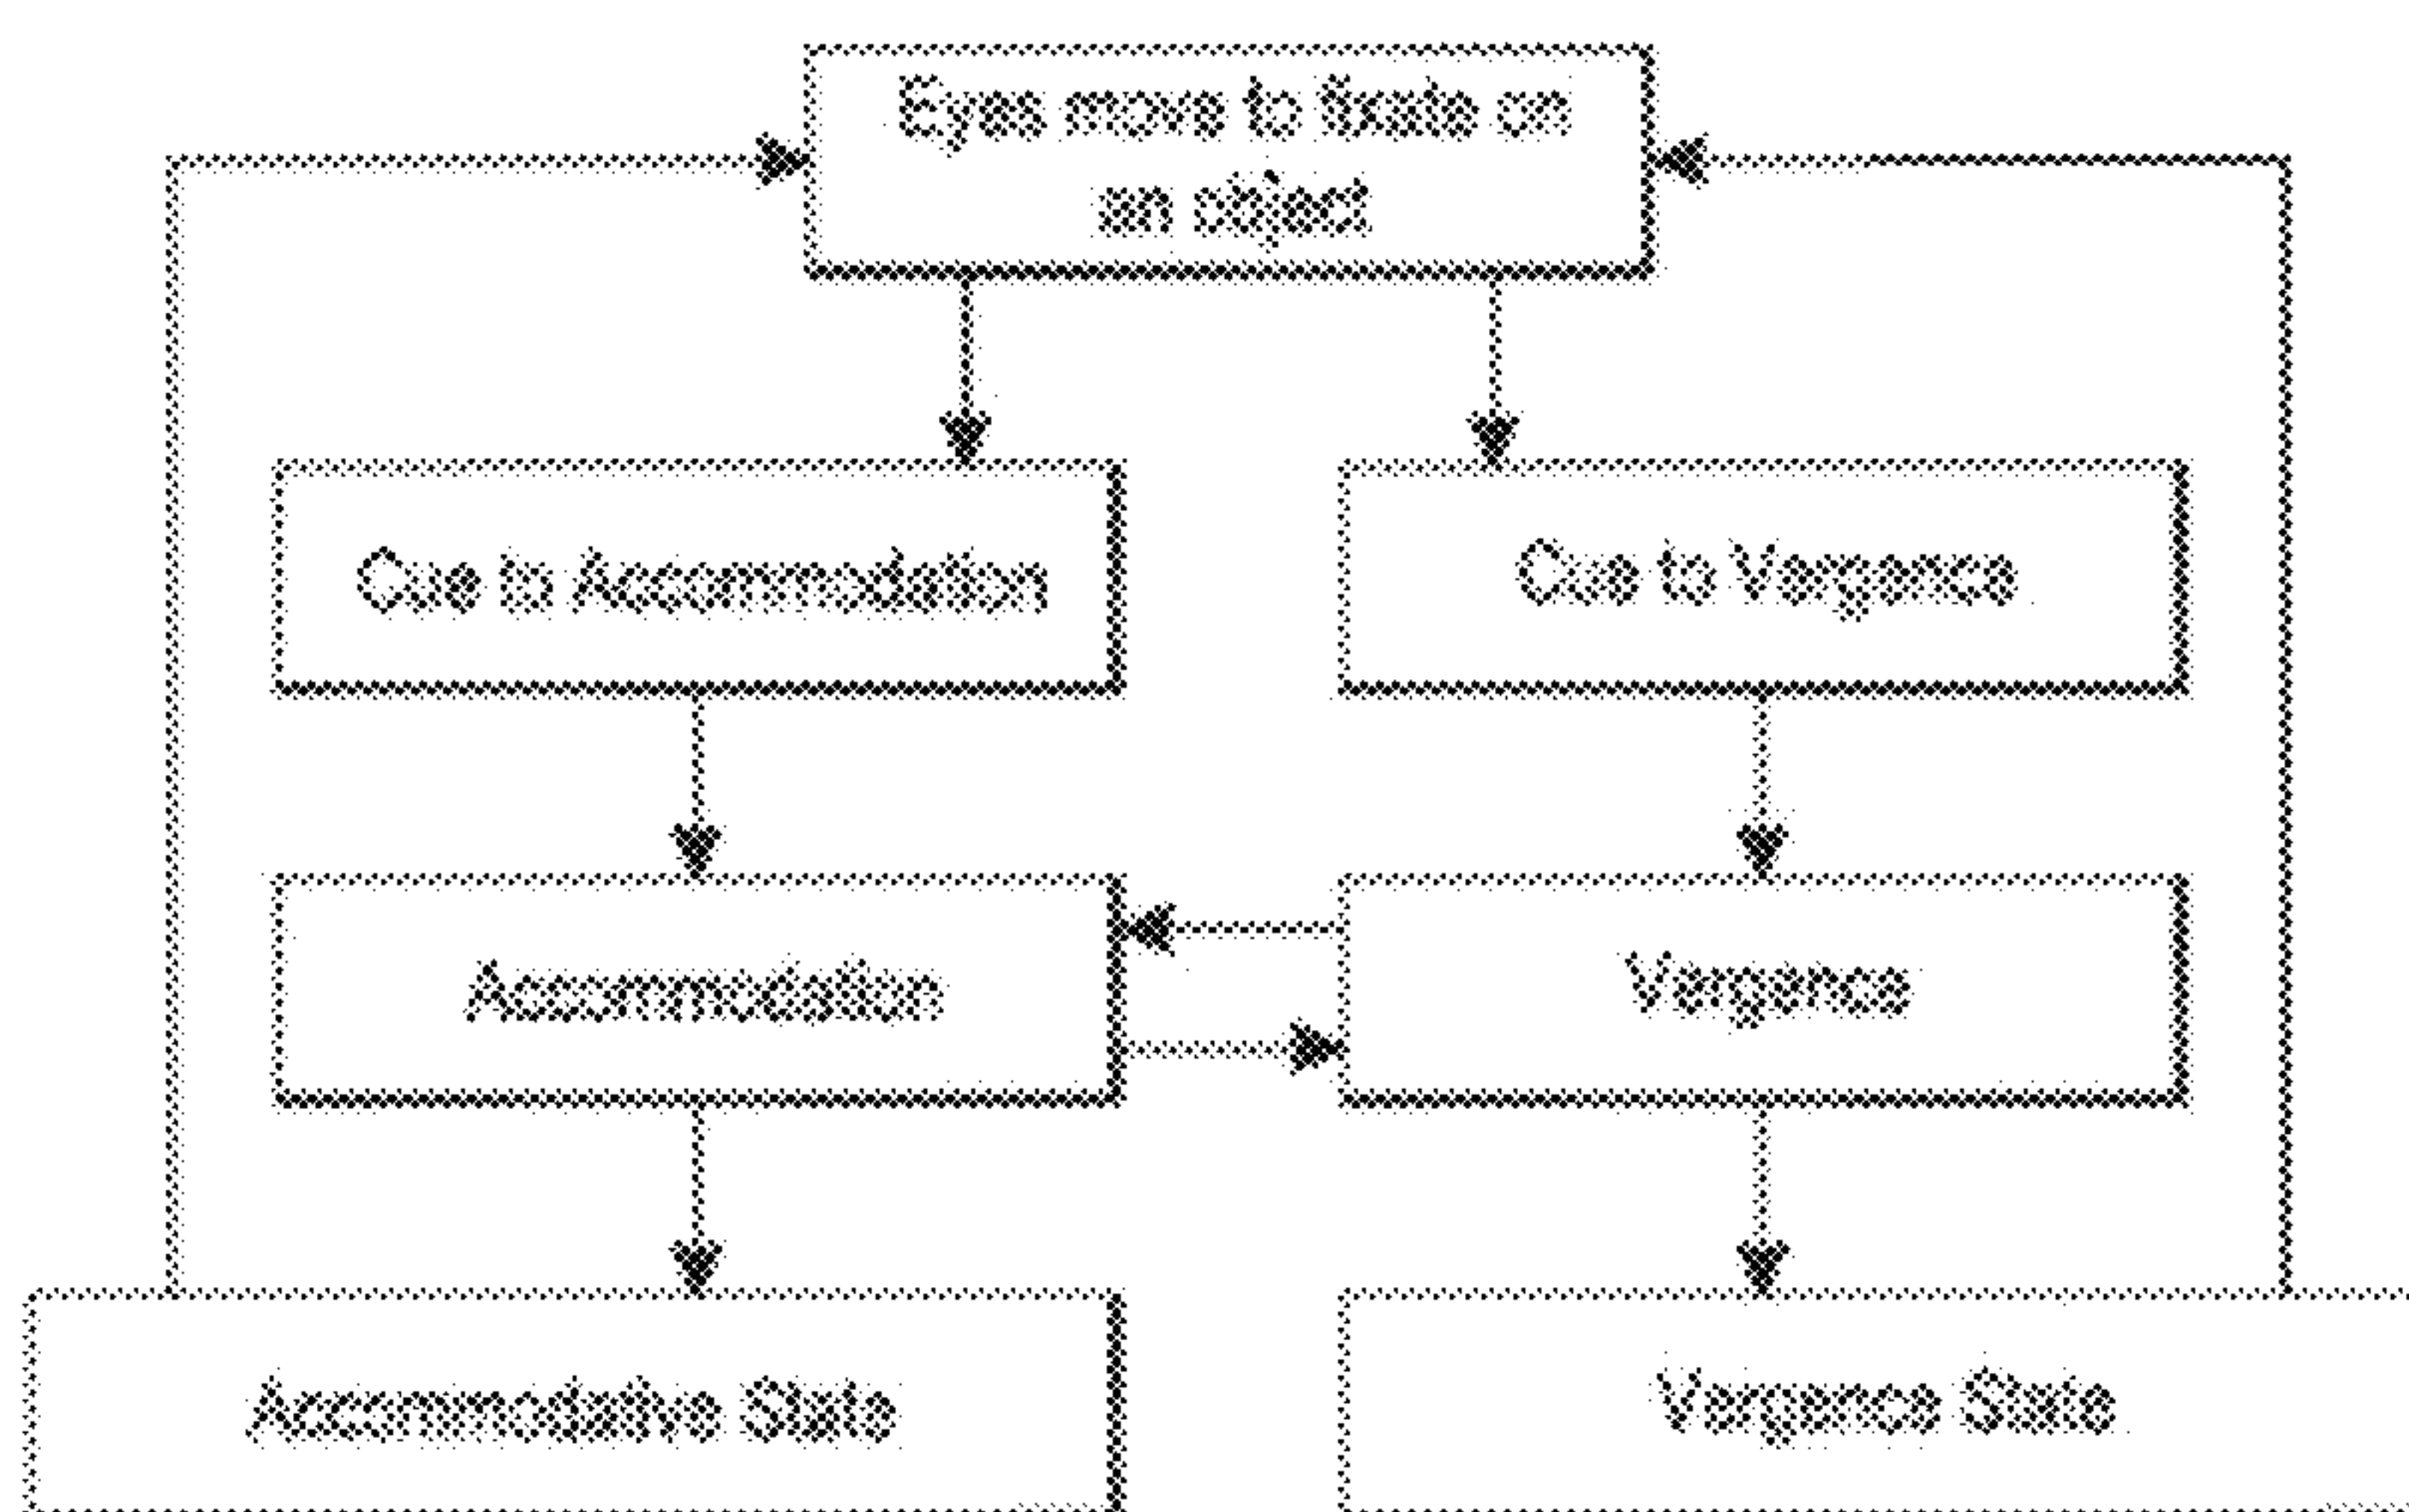 Eyes move to fixate on
an object
Cue to Accommodation
Cue to Vergence
Accommodation
Vergence
Accommodative State
Vergence State